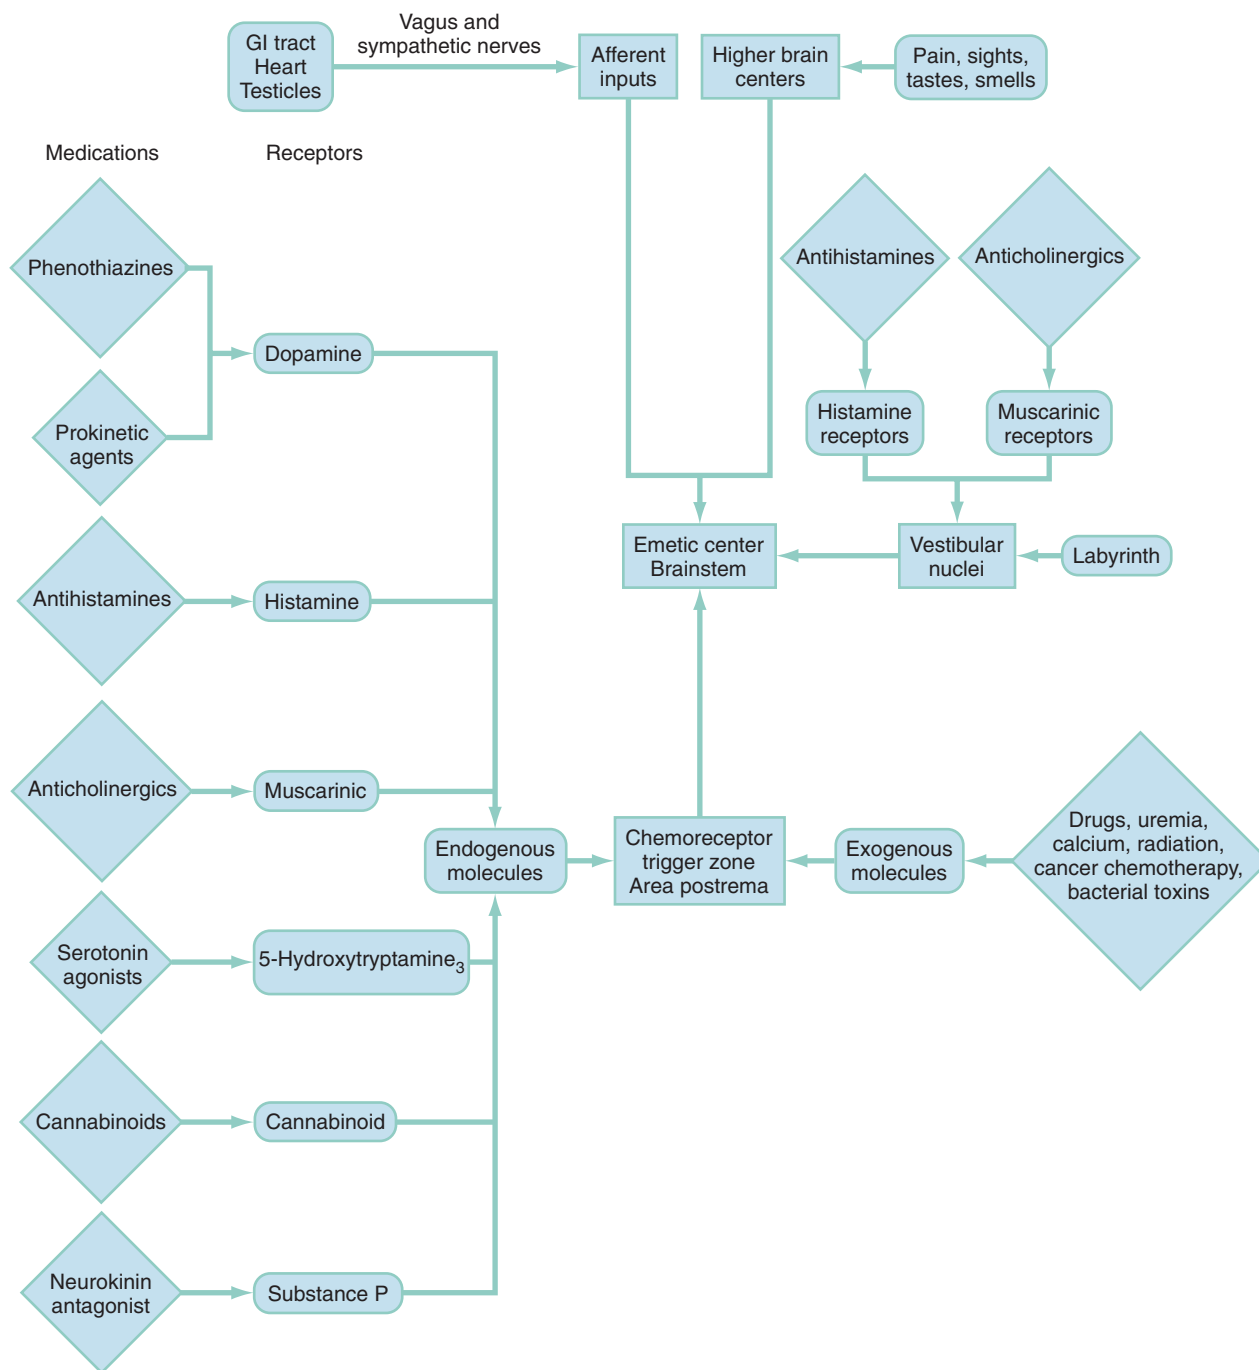 Vagus and
sympathetic nerves
GI tract
Heart
Testicles
Afferent
inputs
Higher brain
centers
Pain, sights,
tastes, smells
Medications
Receptors
Phenothiazines
Antihistamines
Anticholinergics
Dopamine
Prokinetic
agents
Histamine
receptors
Muscarinic
receptors
Emetic center
Brainstem
Vestibular
nuclei
Labyrinth
Antihistamines
Histamine
Anticholinergics
Muscarinic
Endogenous
molecules
Chemoreceptor
trigger zone
Area postrema
Exogenous
molecules
Drugs, uremia,
calcium, radiation,
cancer chemotherapy,
bacterial toxins
Serotonin
agonists
5-Hydroxytryptamine₃
Cannabinoids
Cannabinoid
Neurokinin
antagonist
Substance P